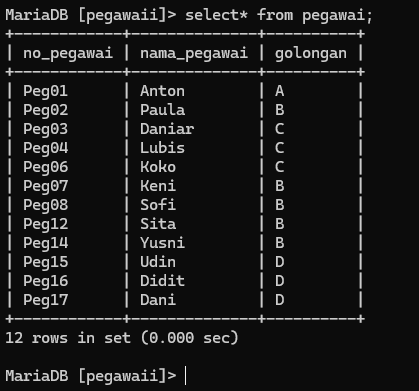 MariaDB [pegawaii]> select* from pegawai;
+------------+--------------+----------+
| no_pegawai | nama_pegawai | golongan |
+------------+--------------+----------+
| Peg01      | Anton        | A        |
| Peg02      | Paula        | B        |
| Peg03      | Daniar       | C        |
| Peg04      | Lubis        | C        |
| Peg06      | Koko         | C        |
| Peg07      | Keni         | B        |
| Peg08      | Sofi         | B        |
| Peg12      | Sita         | B        |
| Peg14      | Yusni        | B        |
| Peg15      | Udin         | D        |
| Peg16      | Didit        | D        |
| Peg17      | Dani         | D        |
+------------+--------------+----------+
12 rows in set (0.000 sec)
MariaDB [pegawaii]>